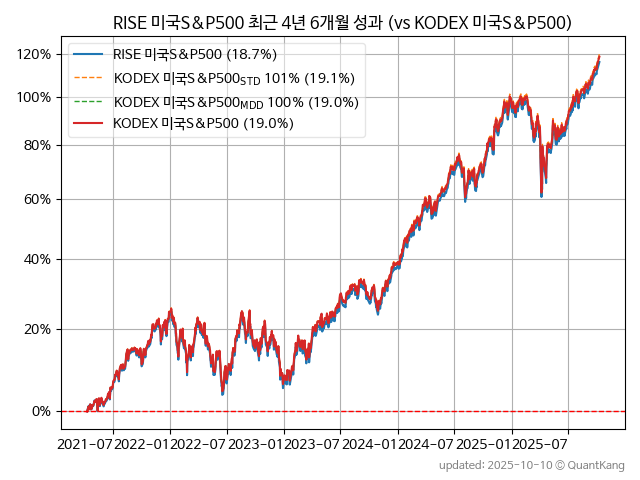 RISE 미국S&P500 최근 4년 6개월 성과 (vs KODEX 미국S&P500)
RISE 미국S&P500 (18.7%)
KODEX 미국S&P500STD 101% (19.1%)
KODEX 미국S&P500MDD 100% (19.0%)
KODEX 미국S&P500 (19.0%)
120%
100%
80%
60%
40%
20%
0%
2021-07 2022-01 2022-07 2023-01 2023-07 2024-01 2024-07 2025-01 2025-07
updated: 2025-10-10 © QuantKang